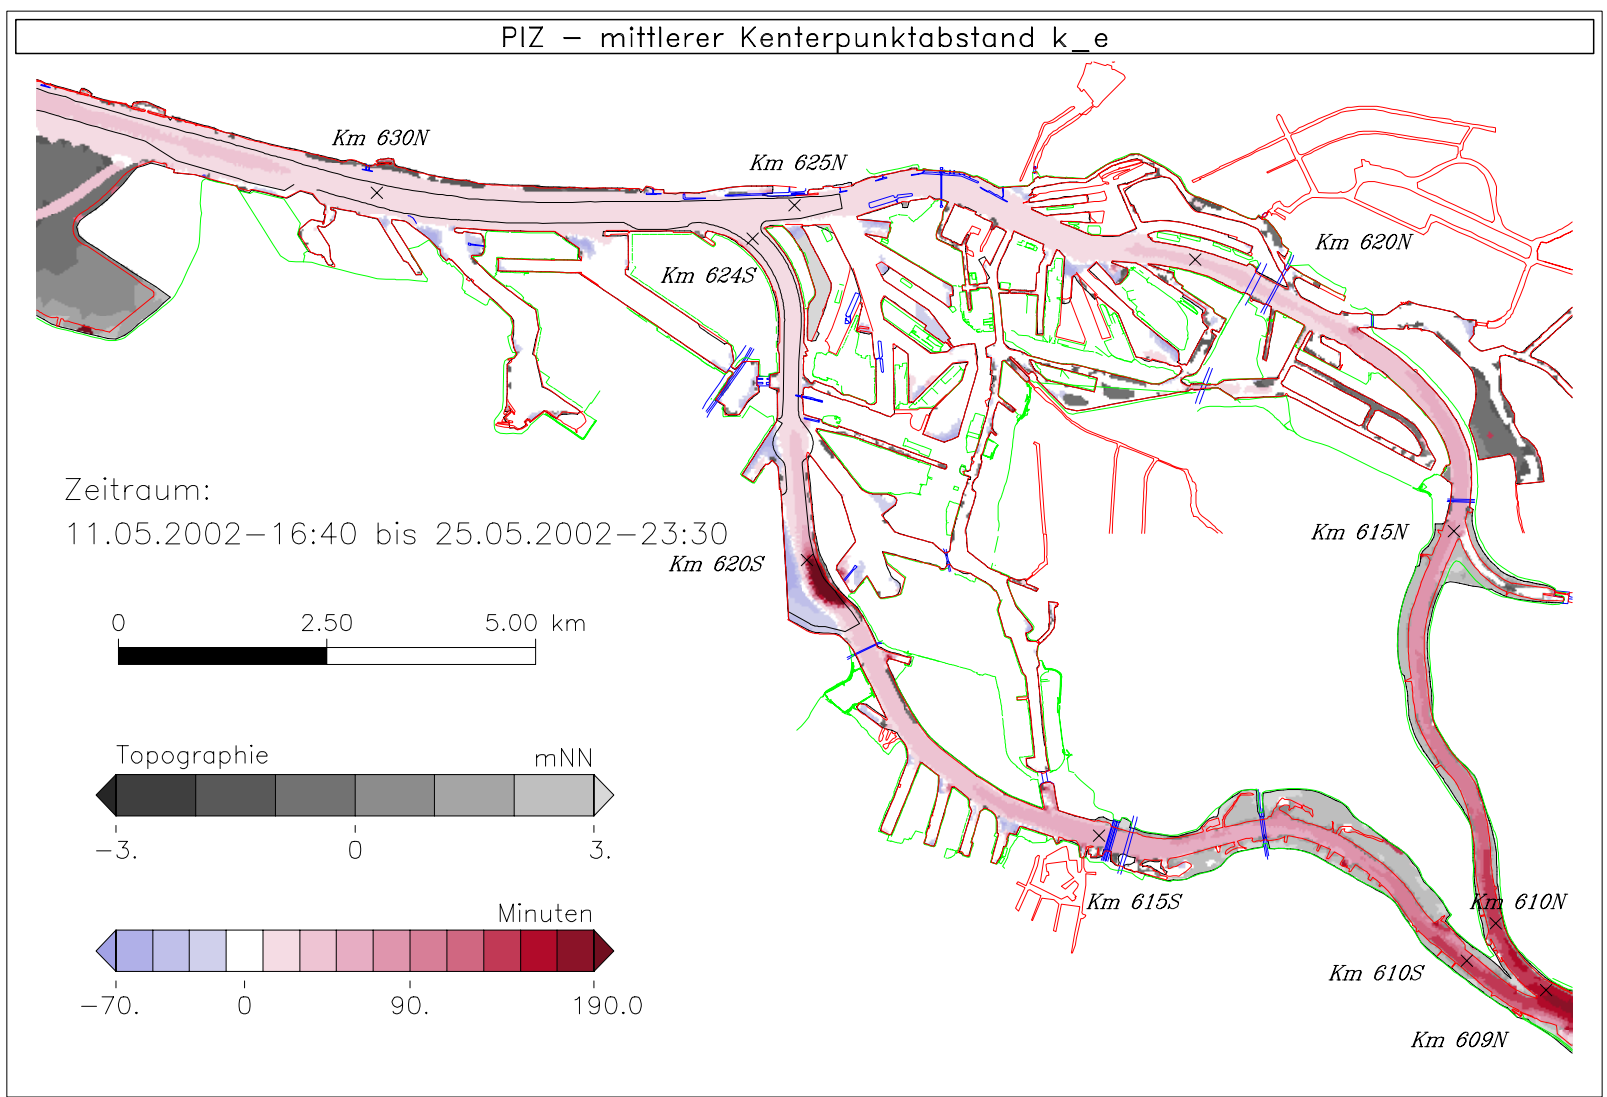 PIZ - mittlerer Kenterpunktabstand k_e
Km 630N
Km 625N
Km 620N
Km 624S
Zeitraum:
11.05.2002-16:40 bis 25.05.2002-23:30
Km 615N
Km 620S
0 2.50 5.00 km
Topographie mNN
-3. 0 3.
Km 615S
Km 610N
Minuten
Km 610S
-70. 0 90. 190.0
Km 609N